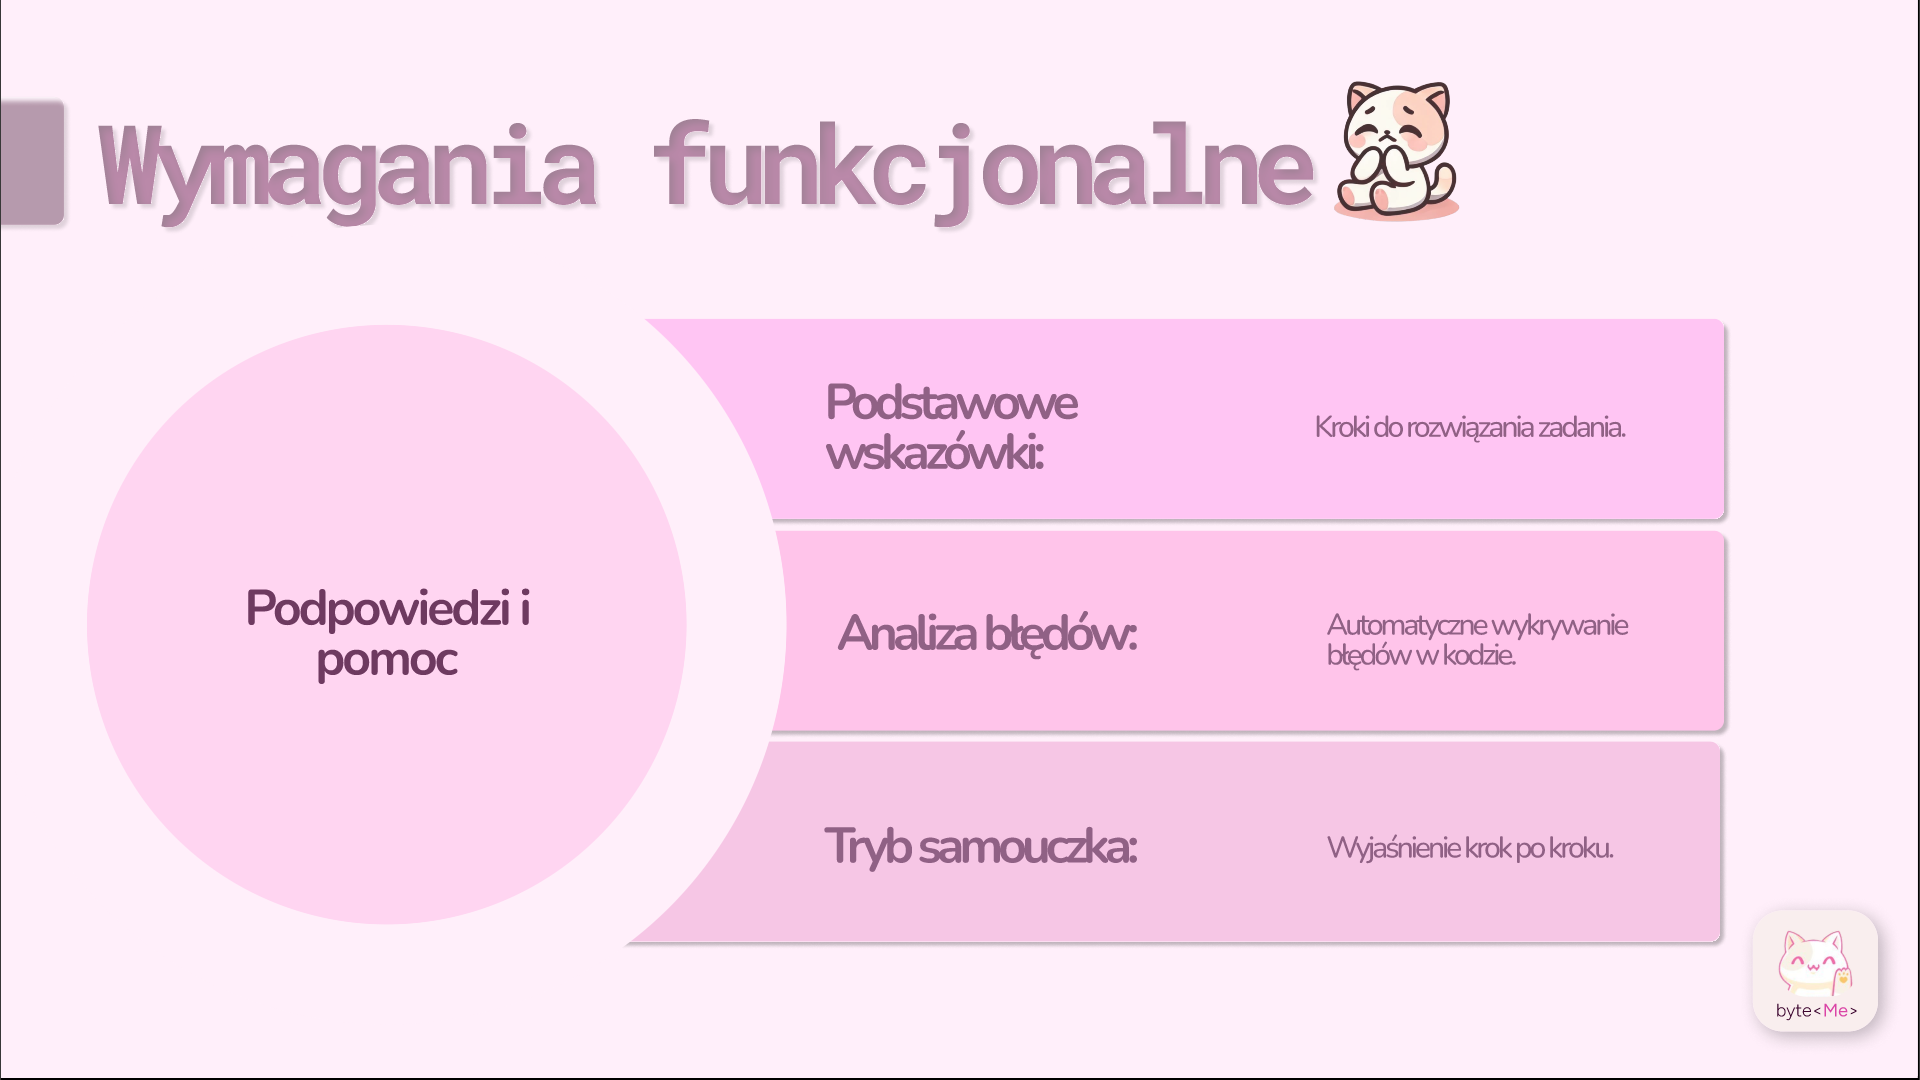 Wymagania funkcjonalne
Podpowiedzi i
pomoc
Podstawowe
wskazówki:
Kroki do rozwiązania zadania.
Analiza błędów:
Automatyczne wykrywanie
błędów w kodzie.
Tryb samouczka:
Wyjaśnienie krok po kroku.
byte<Me>